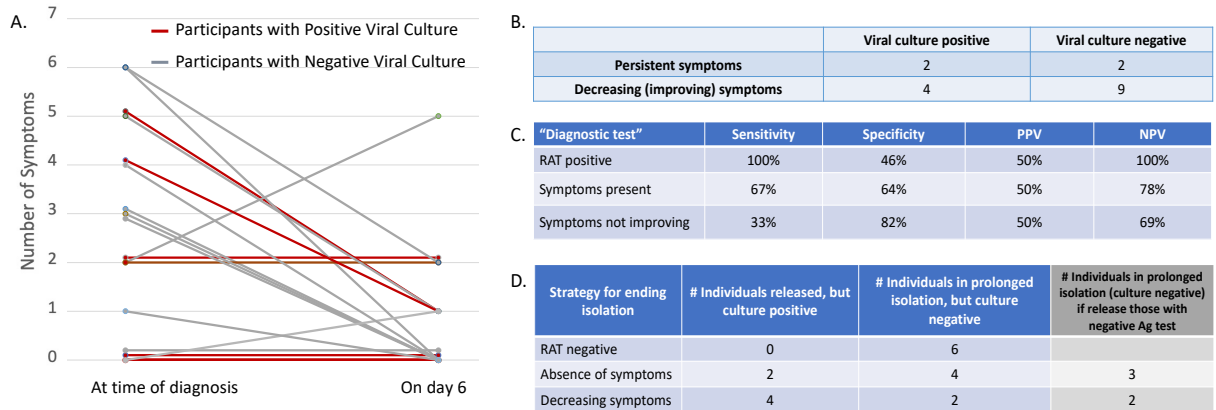 A.
7
6
5
4
3
2
1
0
Number of Symptoms
Participants with Positive Viral Culture
Participants with Negative Viral Culture
At time of diagnosis On day 6
B.
Viral culture positive Viral culture negative
Persistent symptoms 2 2
Decreasing (improving) symptoms 4 9
C.
"Diagnostic test" Sensitivity Specificity PPV NPV
RAT positive 100% 46% 50% 100%
Symptoms present 67% 64% 50% 78%
Symptoms not improving 33% 82% 50% 69%
D.
Strategy for ending
isolation
# Individuals released, but
culture positive
# Individuals in prolonged
isolation, but culture
negative
# Individuals in prolonged
isolation (culture negative)
if release those with
negative Ag test
RAT negative 0 6
Absence of symptoms 2 4 3
Decreasing symptoms 4 2 2